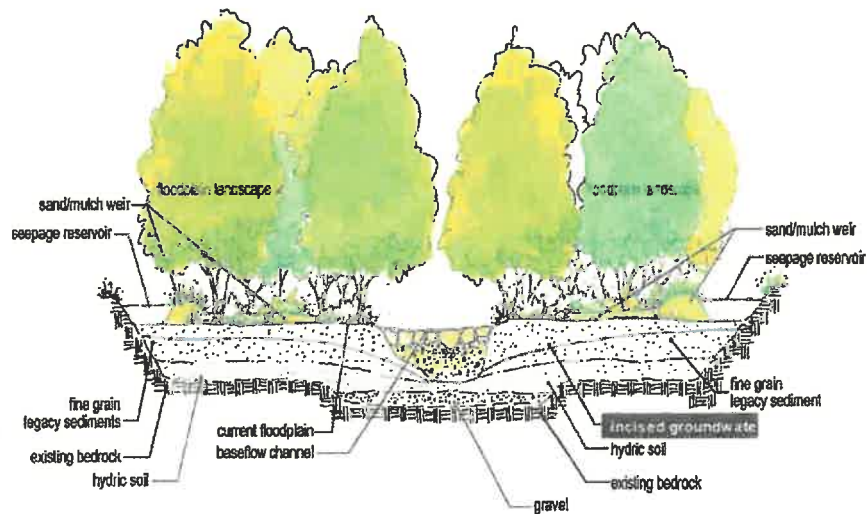 floodplain landscape
sand/mulch weir
seepage reservoir
sand/mulch weir
seepage reservoir
fine grain
legacy sediments
existing bedrock
hydric soil
current floodplain
baseflow channel
fine grain
legacy sediment
incised groundwate
hydric soil
existing bedrock
gravel